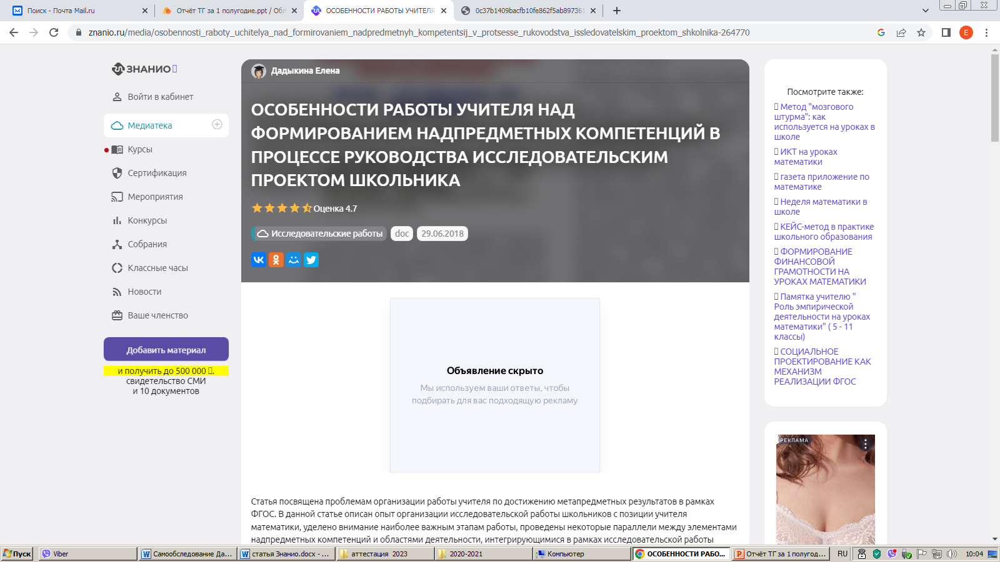 Поиск - Почта Mail.ru
Отчёт ТГ за 1 полугодие.ppt / Обл
ОСОБЕННОСТИ РАБОТЫ УЧИТЕЛЯ
0c37b1409bacfb10fe862f5ab897361
znanio.ru/media/osobennosti_raboty_uchitelya_nad_formirovaniem_nadpredmetnyh_kompetentsij_v_protsesse_rukovodstva_issledovatelskim_proektom_shkolnika-264770
E
ЗНАНИО
Войти в кабинет
Медиатека
Курсы
Сертификация
Мероприятия
Конкурсы
Собрания
Классные часы
Новости
Ваше членство
Добавить материал
и получить до 500 000 .
свидетельство СМИ
и 10 документов
Дадыкина Елена
ОСОБЕННОСТИ РАБОТЫ УЧИТЕЛЯ НАД
ФОРМИРОВАНИЕМ НАДПРЕДМЕТНЫХ КОМПЕТЕНЦИЙ В
ПРОЦЕССЕ РУКОВОДСТВА ИССЛЕДОВАТЕЛЬСКИМ
ПРОЕКТОМ ШКОЛЬНИКА
Оценка 4.7
Исследовательские работы doc 29.06.2018
Объявление скрыто
Мы используем ваши ответы, чтобы
подбирать для вас подходящую рекламу
Статья посвящена проблемам организации работы учителя по достижению метапредметных результатов в рамках
ФГОС. В данной статье описан опыт организации исследовательской работы школьников с позиции учителя
математики, уделено внимание наиболее важным этапам работы, проведены некоторые параллели между элементами
надпредметных компетенций и областями деятельности, интегрирующимися в рамках исследовательской работы
Посмотрите также:
Метод "мозгового
штурма": как
используется на уроках в
школе
ИКТ на уроках
математики
газета приложение по
математике
Неделя математики в
школе
КЕЙС-метод в практике
школьного образования
ФОРМИРОВАНИЕ
ФИНАНСОВОЙ
ГРАМОТНОСТИ НА
УРОКАХ МАТЕМАТИКИ
Памятка учителю "
Роль эмпирической
деятельности на уроках
математики" ( 5 - 11
классы)
СОЦИАЛЬНОЕ
ПРОЕКТИРОВАНИЕ КАК
МЕХАНИЗМ
РЕАЛИЗАЦИИ ФГОС
РЕКЛАМА
Пуск
Viber
Самообследование Да...
статья Знанио.docx - ...
аттестация 2023
2020-2021
Компьютер
ОСОБЕННОСТИ РАБО...
Отчёт ТГ за 1 полугод...
RU
10:04